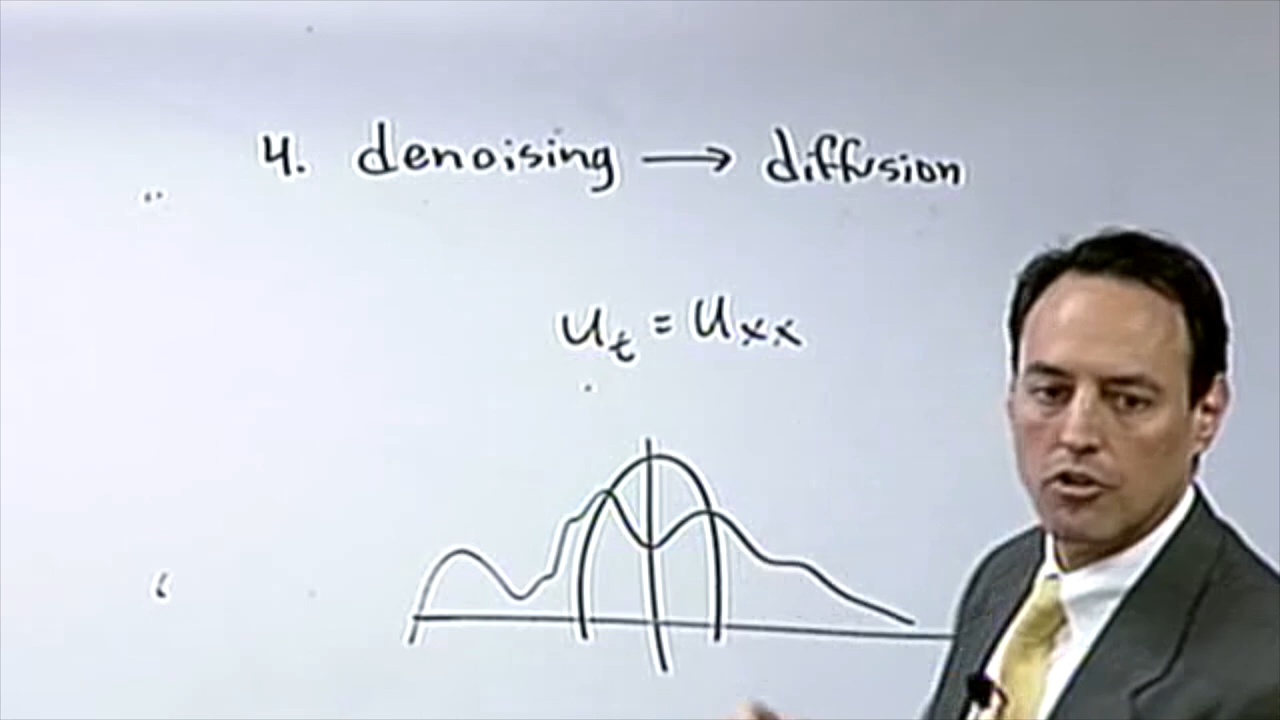 4. denoising → diffusion
u_t = u_xx